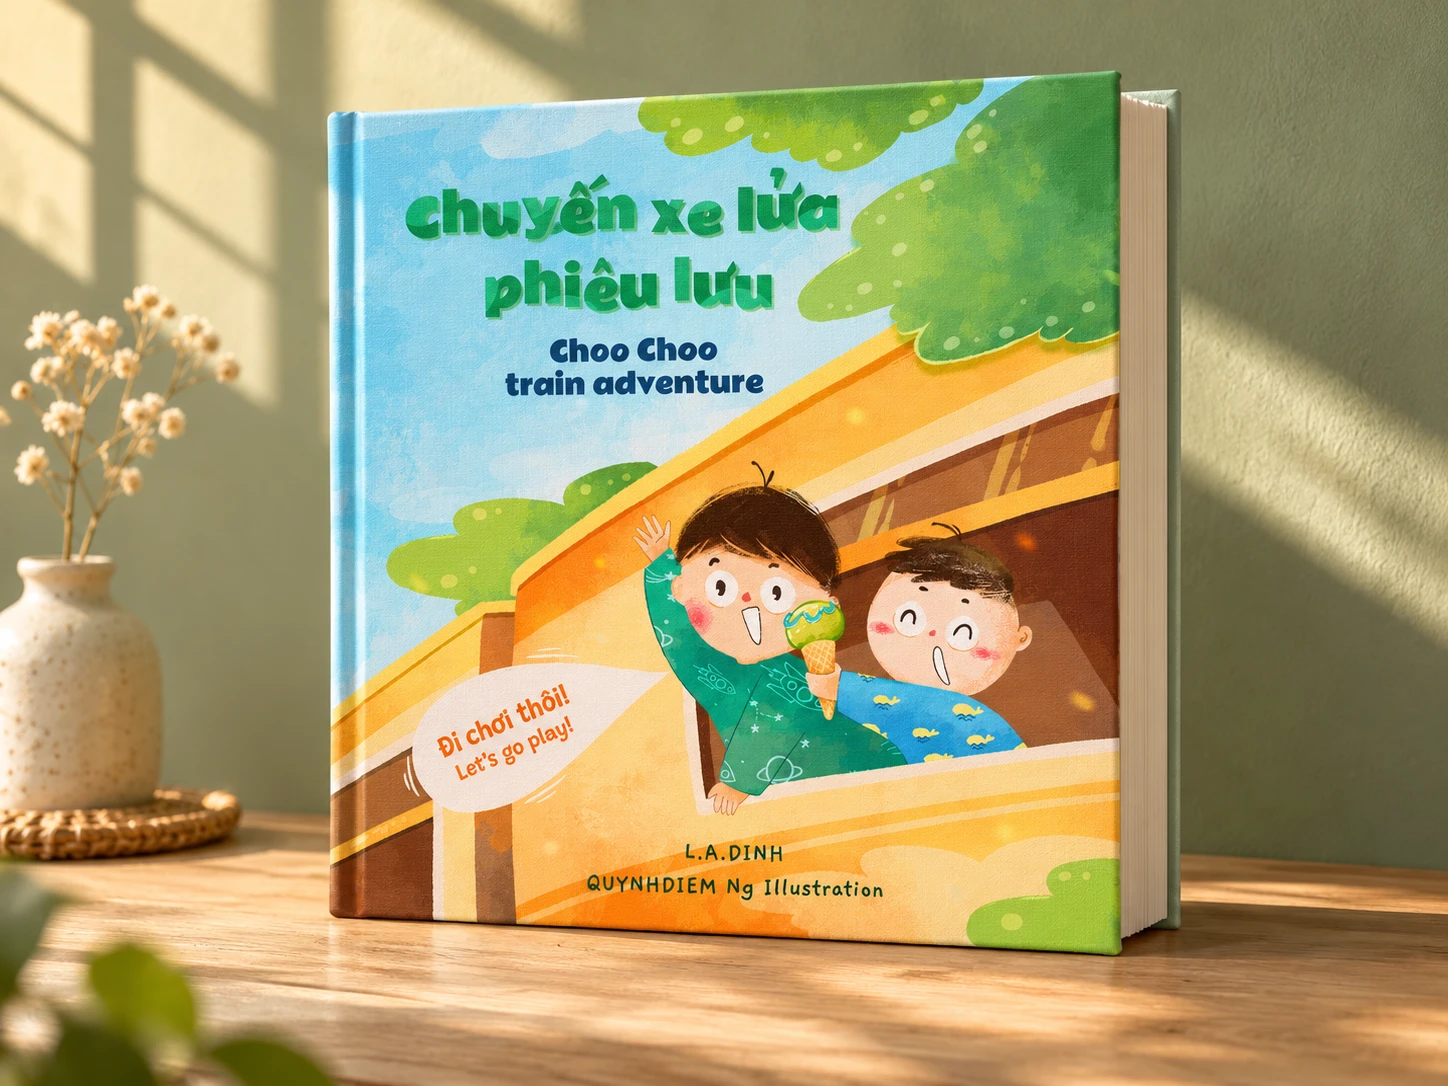 chuyến xe lửa
phiêu lưu
Choo Choo
train adventure
Đi chơi thôi!
Let's go play!
L.A.DINH
QUYNHDIEM Ng Illustration